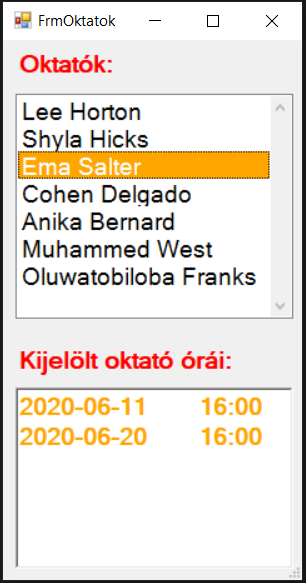 FrmOktatok
Oktatók:
Lee Horton
Shyla Hicks
Ema Salter
Cohen Delgado
Anika Bernard
Muhammed West
Oluwatobiloba Franks
Kijelölt oktató órái:
2020-06-11 16:00
2020-06-20 16:00